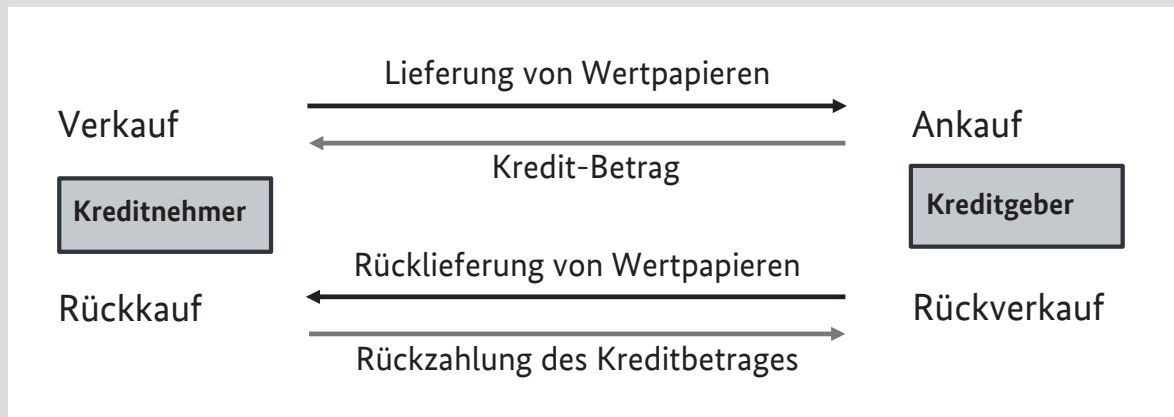 Lieferung von Wertpapieren
Verkauf
Ankauf
Kredit-Betrag
Kreditnehmer
Kreditgeber
Rücklieferung von Wertpapieren
Rückkauf
Rückverkauf
Rückzahlung des Kreditbetrages